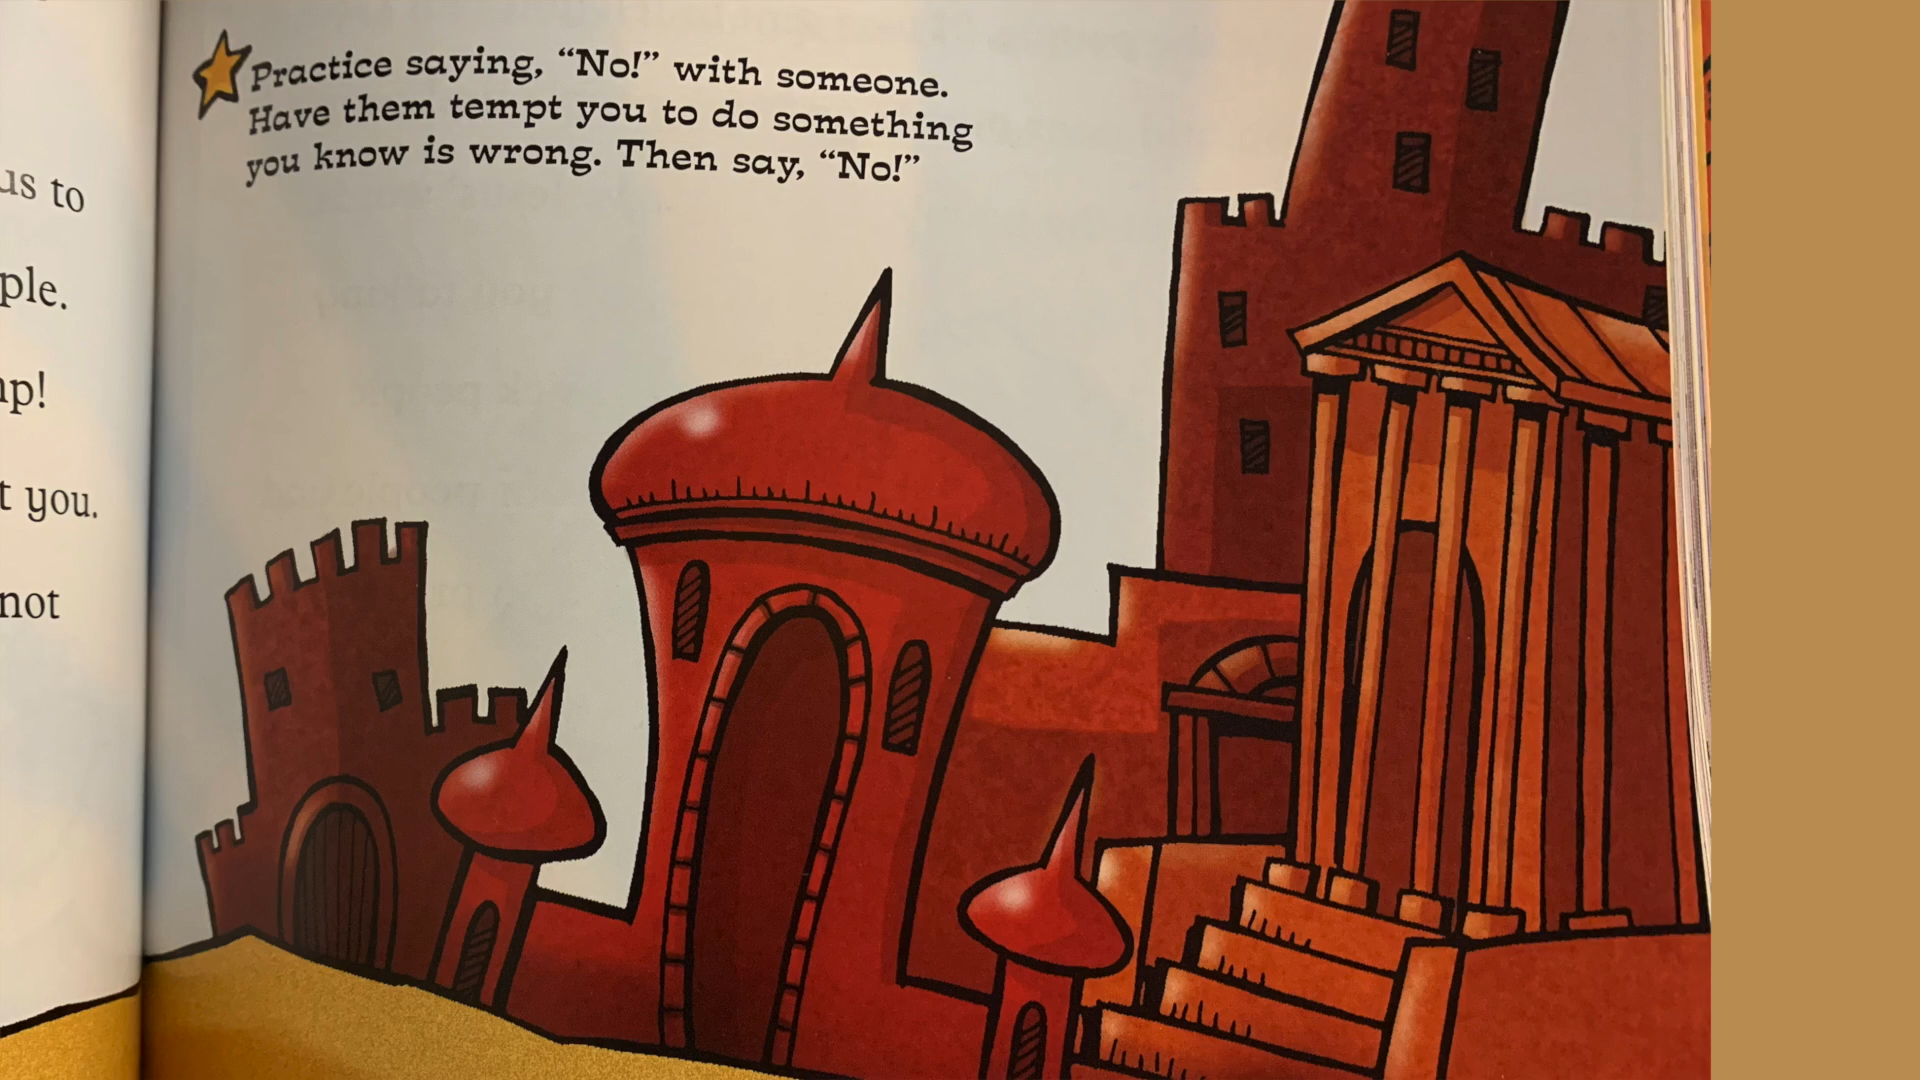 us to
ple.
t you.
not
Practice saying, “No!” with someone.
Have them tempt you to do something
you know is wrong. Then say, “No!”